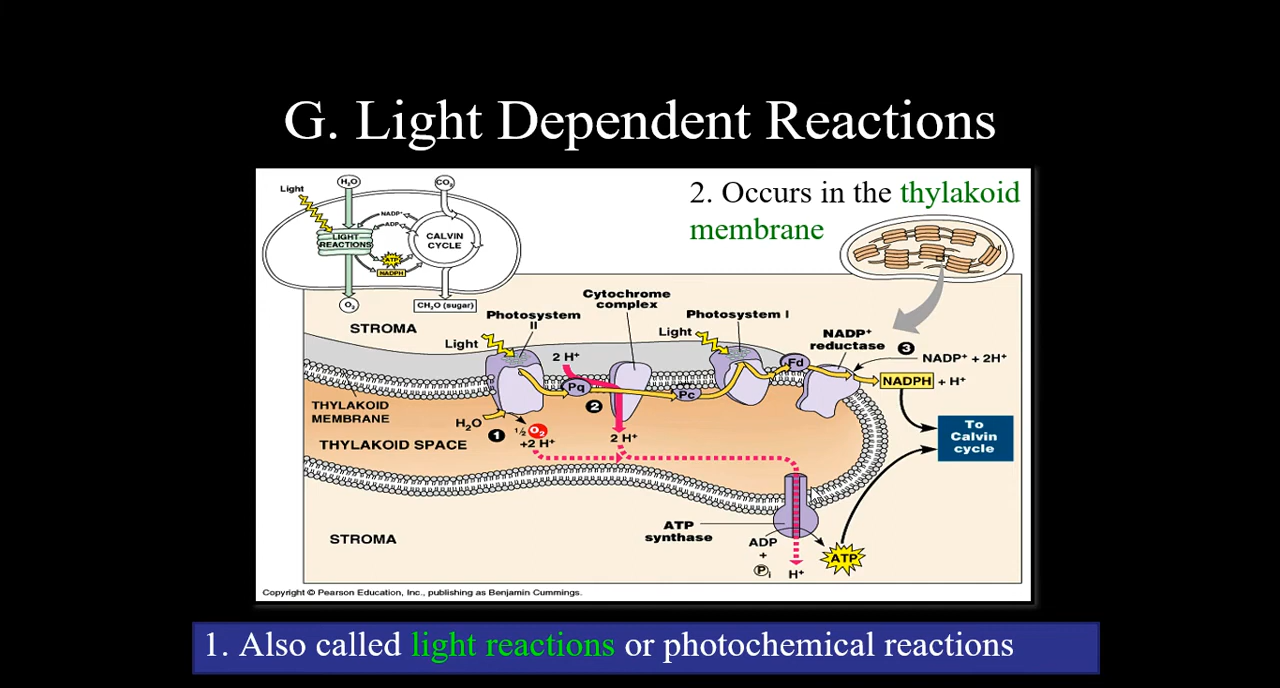 G. Light Dependent Reactions
2. Occurs in the thylakoid
membrane
Light
H₂O
CO₂
NADP⁺
ADP
LIGHT
REACTIONS
CALVIN
CYCLE
ATP
NADPH
O₂
CH₂O (sugar)
STROMA
Light
Photosystem
II
Cytochrome
complex
Light
Photosystem I
NADP⁺
reductase
3
2 H⁺
Fd
NADP⁺ + 2H⁺
NADPH + H⁺
Pq
Pc
2
THYLAKOID
MEMBRANE
H₂O
1
½ O₂
+2 H⁺
2 H⁺
THYLAKOID SPACE
To
Calvin
cycle
STROMA
ATP
synthase
ADP
+
Pᵢ
H⁺
ATP
Copyright © Pearson Education, Inc., publishing as Benjamin Cummings.
1. Also called light reactions or photochemical reactions